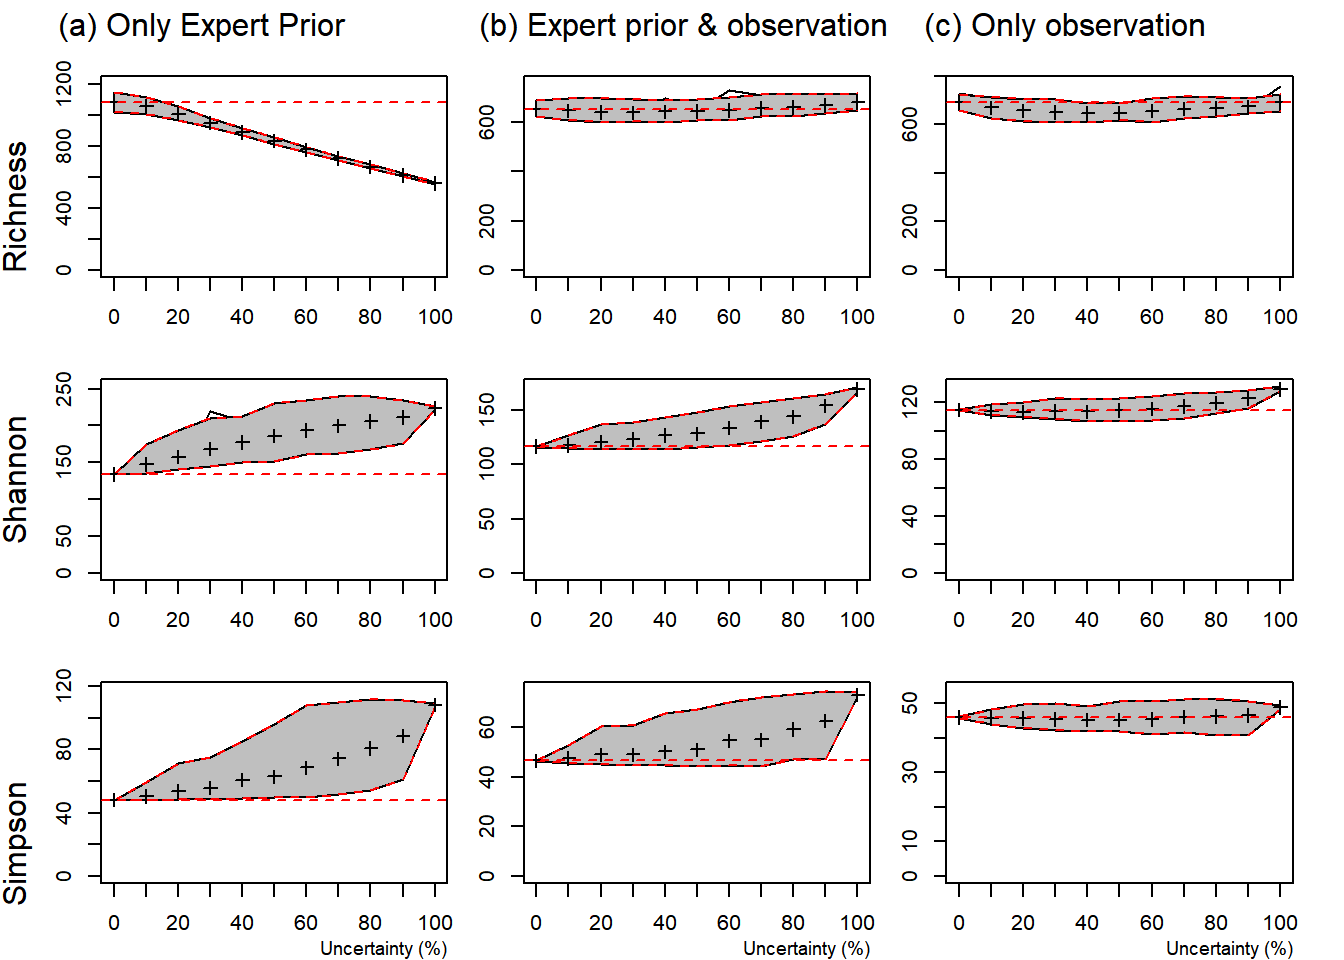 (a) Only Expert Prior (b) Expert prior & observation (c) Only observation
Richness
0 400 800 1200
0 20 40 60 80 100
0 200 600
0 20 40 60 80 100
0 200 600
0 20 40 60 80 100
Shannon
0 50 150 250
0 20 40 60 80 100
0 50 100 150
0 20 40 60 80 100
0 40 80 120
0 20 40 60 80 100
Simpson
0 40 80 120
0 20 40 60 80 100
Uncertainty (%)
0 20 40 60
0 20 40 60 80 100
Uncertainty (%)
0 10 30 50
0 20 40 60 80 100
Uncertainty (%)